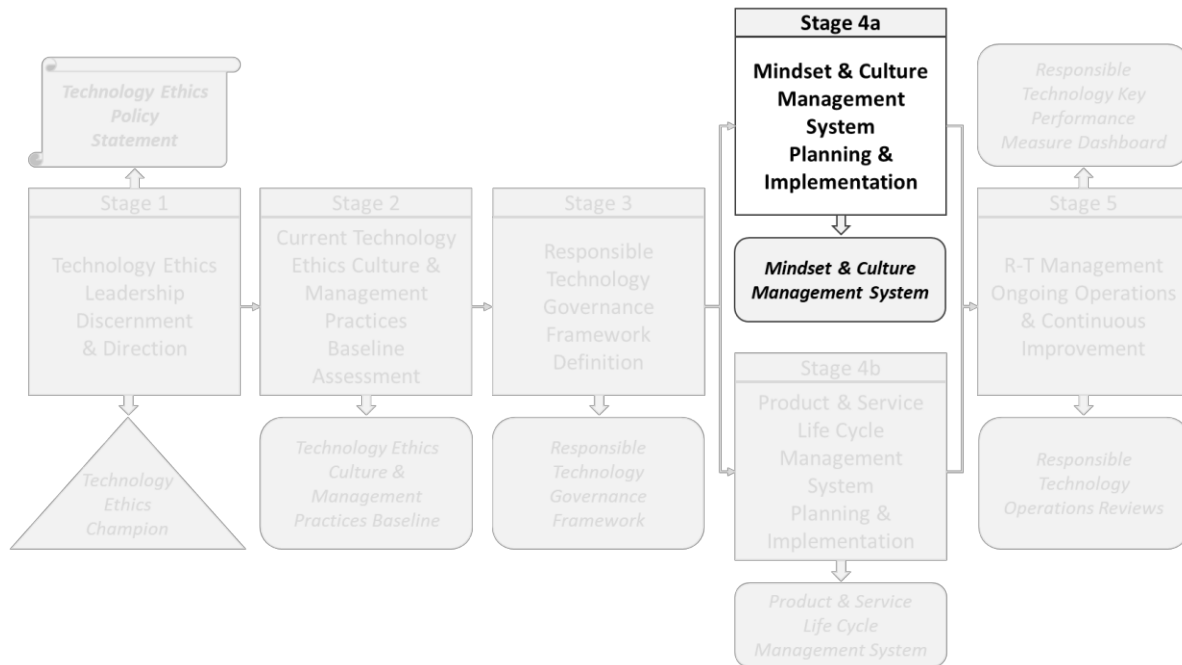 Technology Ethics
Policy
Statement
Stage 1
Technology Ethics
Leadership
Discernment
& Direction
Technology
Ethics
Champion
Stage 2
Current Technology
Ethics Culture &
Management
Practices
Baseline
Assessment
Technology Ethics
Culture &
Management
Practices Baseline
Stage 3
Responsible
Technology
Governance
Framework
Definition
Responsible
Technology
Governance
Framework
Stage 4a
Mindset & Culture
Management
System
Planning &
Implementation
Mindset & Culture
Management System
Stage 4b
Product & Service
Life Cycle
Management
System
Planning &
Implementation
Product & Service
Life Cycle
Management System
Responsible
Technology Key
Performance
Measure Dashboard
Stage 5
R-T Management
Ongoing Operations
& Continuous
Improvement
Responsible
Technology
Operations Reviews